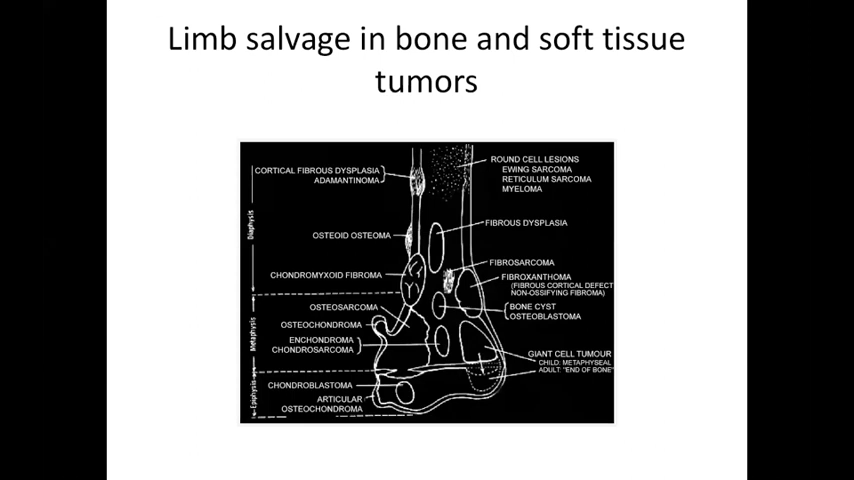 Limb salvage in bone and soft tissue
tumors
CORTICAL FIBROUS DYSPLASIA
ADAMANTINOMA
OSTEOID OSTEOMA
CHONDROMYXOID FIBROMA
OSTEOSARCOMA
OSTEOCHONDROMA
ENCHONDROMA
CHONDROSARCOMA
CHONDROBLASTOMA
ARTICULAR
OSTEOCHONDROMA
Diaphysis
Metaphysis
Epiphysis
ROUND CELL LESIONS
EWING SARCOMA
RETICULUM SARCOMA
MYELOMA
FIBROUS DYSPLASIA
FIBROSARCOMA
FIBROXANTHOMA
(FIBROUS CORTICAL DEFECT
NON-OSSIFYING FIBROMA)
BONE CYST
OSTEOBLASTOMA
GIANT CELL TUMOUR
CHILD: METAPHYSEAL
ADULT: "END OF BONE"